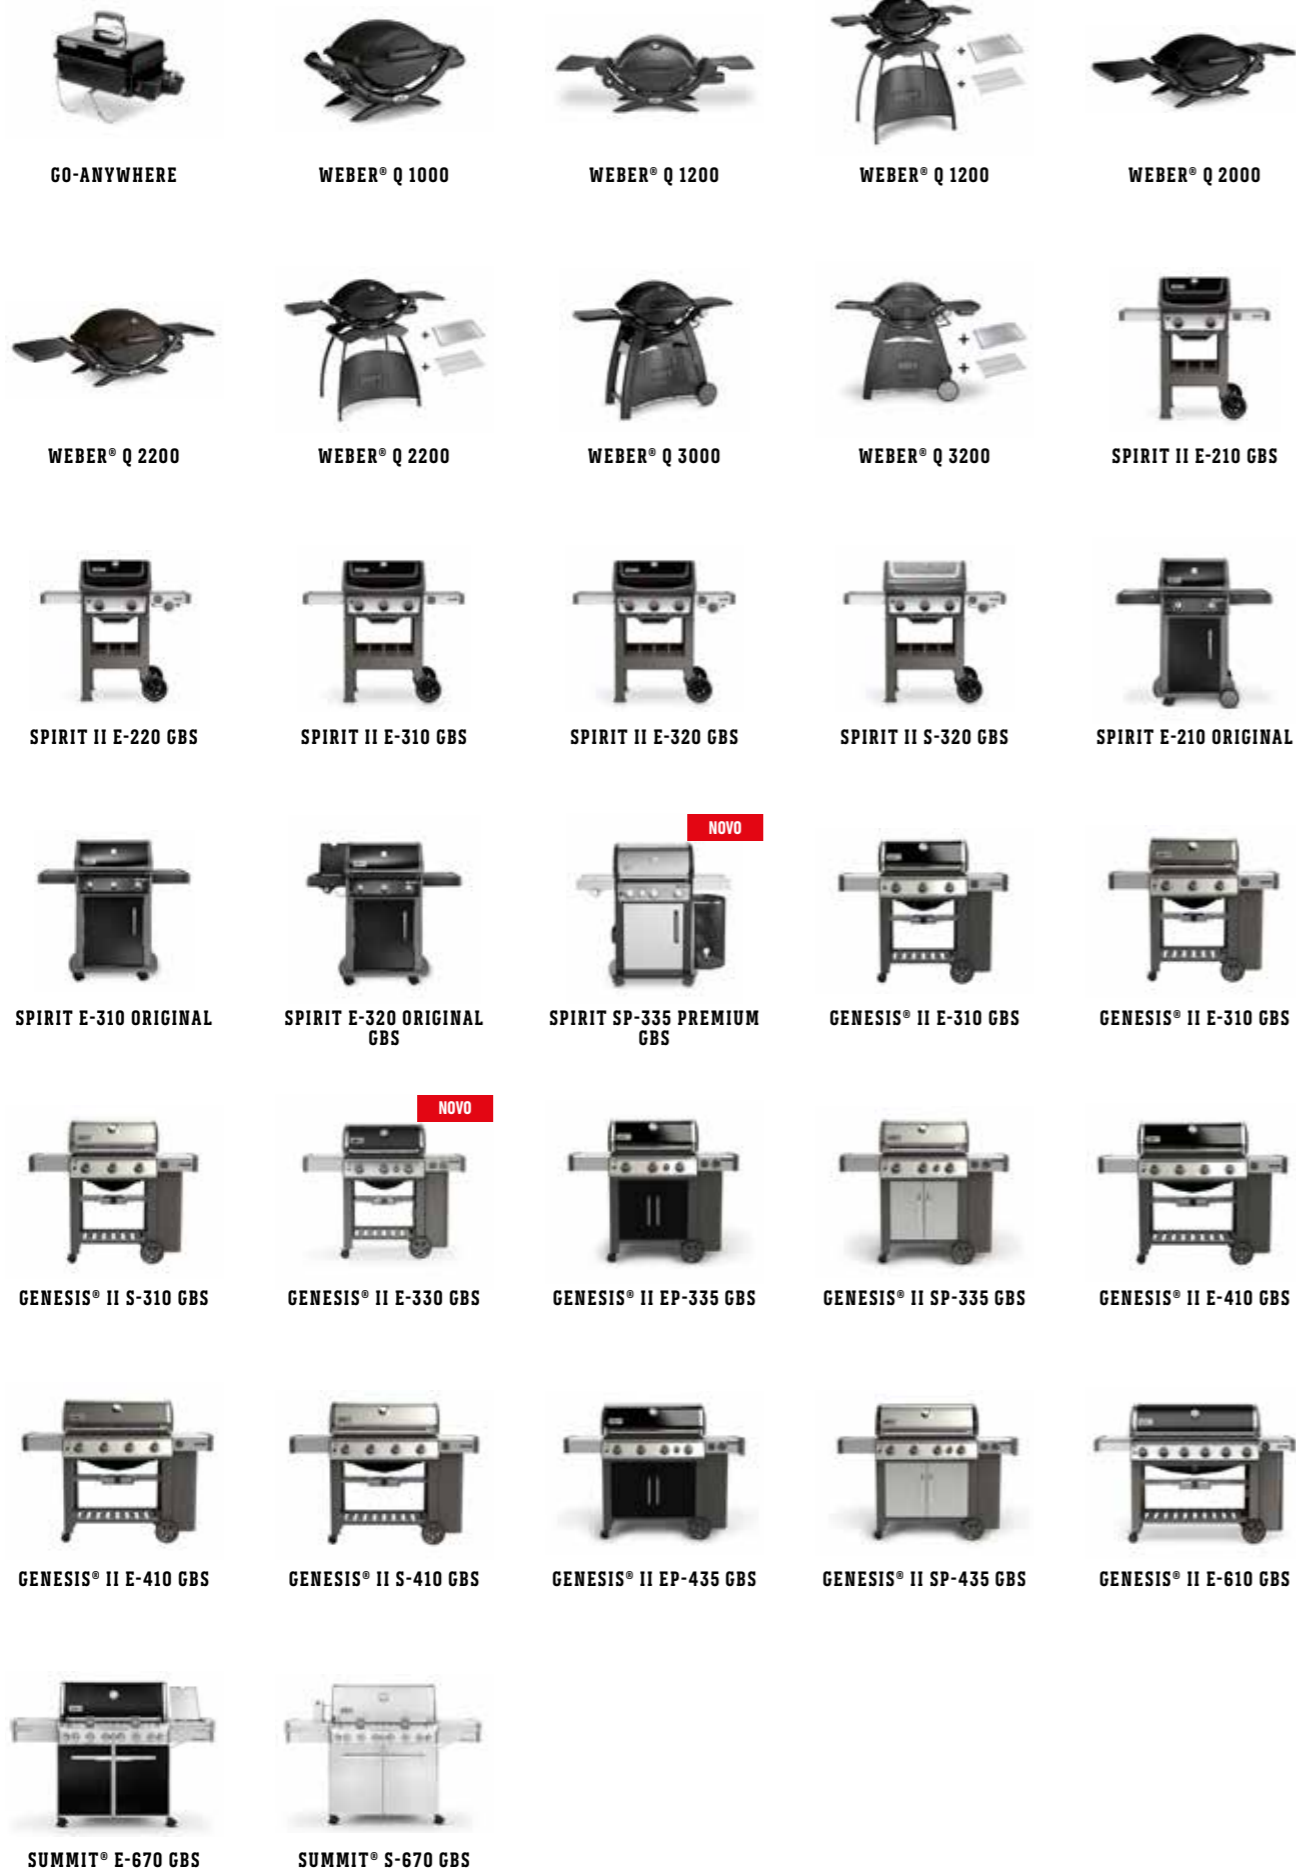 GO-ANYWHERE
WEBER® Q 1000
WEBER® Q 1200
WEBER® Q 1200
WEBER® Q 2000
WEBER® Q 2200
WEBER® Q 2200
WEBER® Q 3000
WEBER® Q 3200
SPIRIT II E-210 GBS
SPIRIT II E-220 GBS
SPIRIT II E-310 GBS
SPIRIT II E-320 GBS
SPIRIT II S-320 GBS
SPIRIT E-210 ORIGINAL
SPIRIT E-310 ORIGINAL
SPIRIT E-320 ORIGINAL
GBS
NOVO
SPIRIT SP-335 PREMIUM
GBS
GENESIS® II E-310 GBS
GENESIS® II E-310 GBS
GENESIS® II S-310 GBS
NOVO
GENESIS® II E-330 GBS
GENESIS® II EP-335 GBS
GENESIS® II SP-335 GBS
GENESIS® II E-410 GBS
GENESIS® II E-410 GBS
GENESIS® II S-410 GBS
GENESIS® II EP-435 GBS
GENESIS® II SP-435 GBS
GENESIS® II E-610 GBS
SUMMIT® E-670 GBS
SUMMIT® S-670 GBS